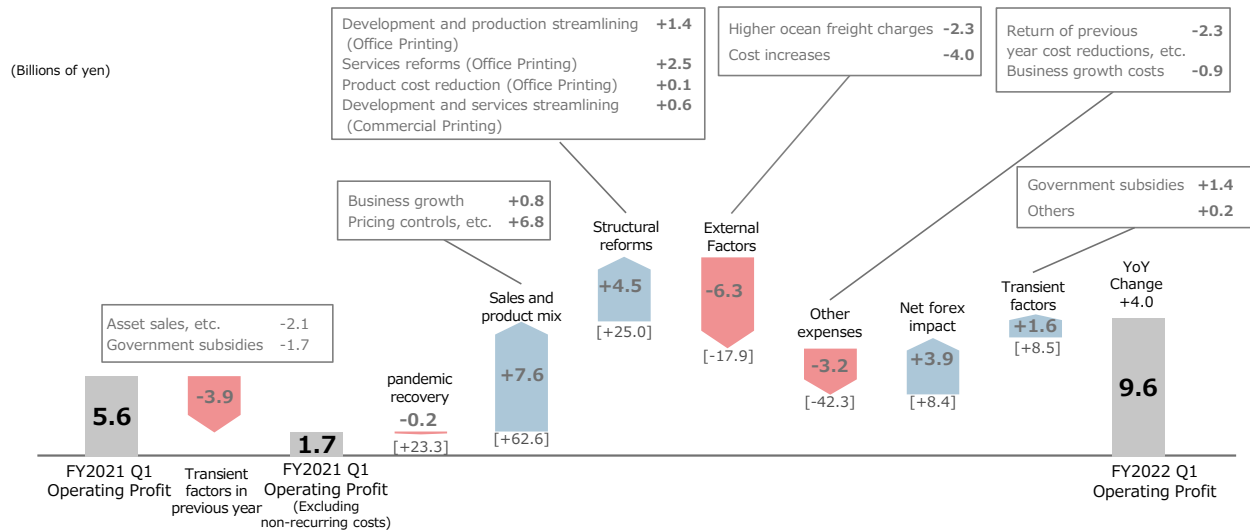 (Billions of yen)
Development and production streamlining +1.4
(Office Printing)
Services reforms (Office Printing) +2.5
Product cost reduction (Office Printing) +0.1
Development and services streamlining +0.6
(Commercial Printing)
Higher ocean freight charges -2.3
Cost increases -4.0
Return of previous -2.3
year cost reductions, etc.
Business growth costs -0.9
Business growth +0.8
Pricing controls, etc. +6.8
Government subsidies +1.4
Others +0.2
Asset sales, etc. -2.1
Government subsidies -1.7
5.6
FY2021 Q1
Operating Profit
-3.9
Transient
factors in
previous year
1.7
FY2021 Q1
Operating Profit
(Excluding
non-recurring costs)
pandemic
recovery
-0.2
[+23.3]
Sales and
product mix
+7.6
[+62.6]
Structural
reforms
+4.5
[+25.0]
External
Factors
-6.3
[-17.9]
Other
expenses
-3.2
[-42.3]
Net forex
impact
+3.9
[+8.4]
Transient
factors
+1.6
[+8.5]
YoY
Change
+4.0
9.6
FY2022 Q1
Operating Profit